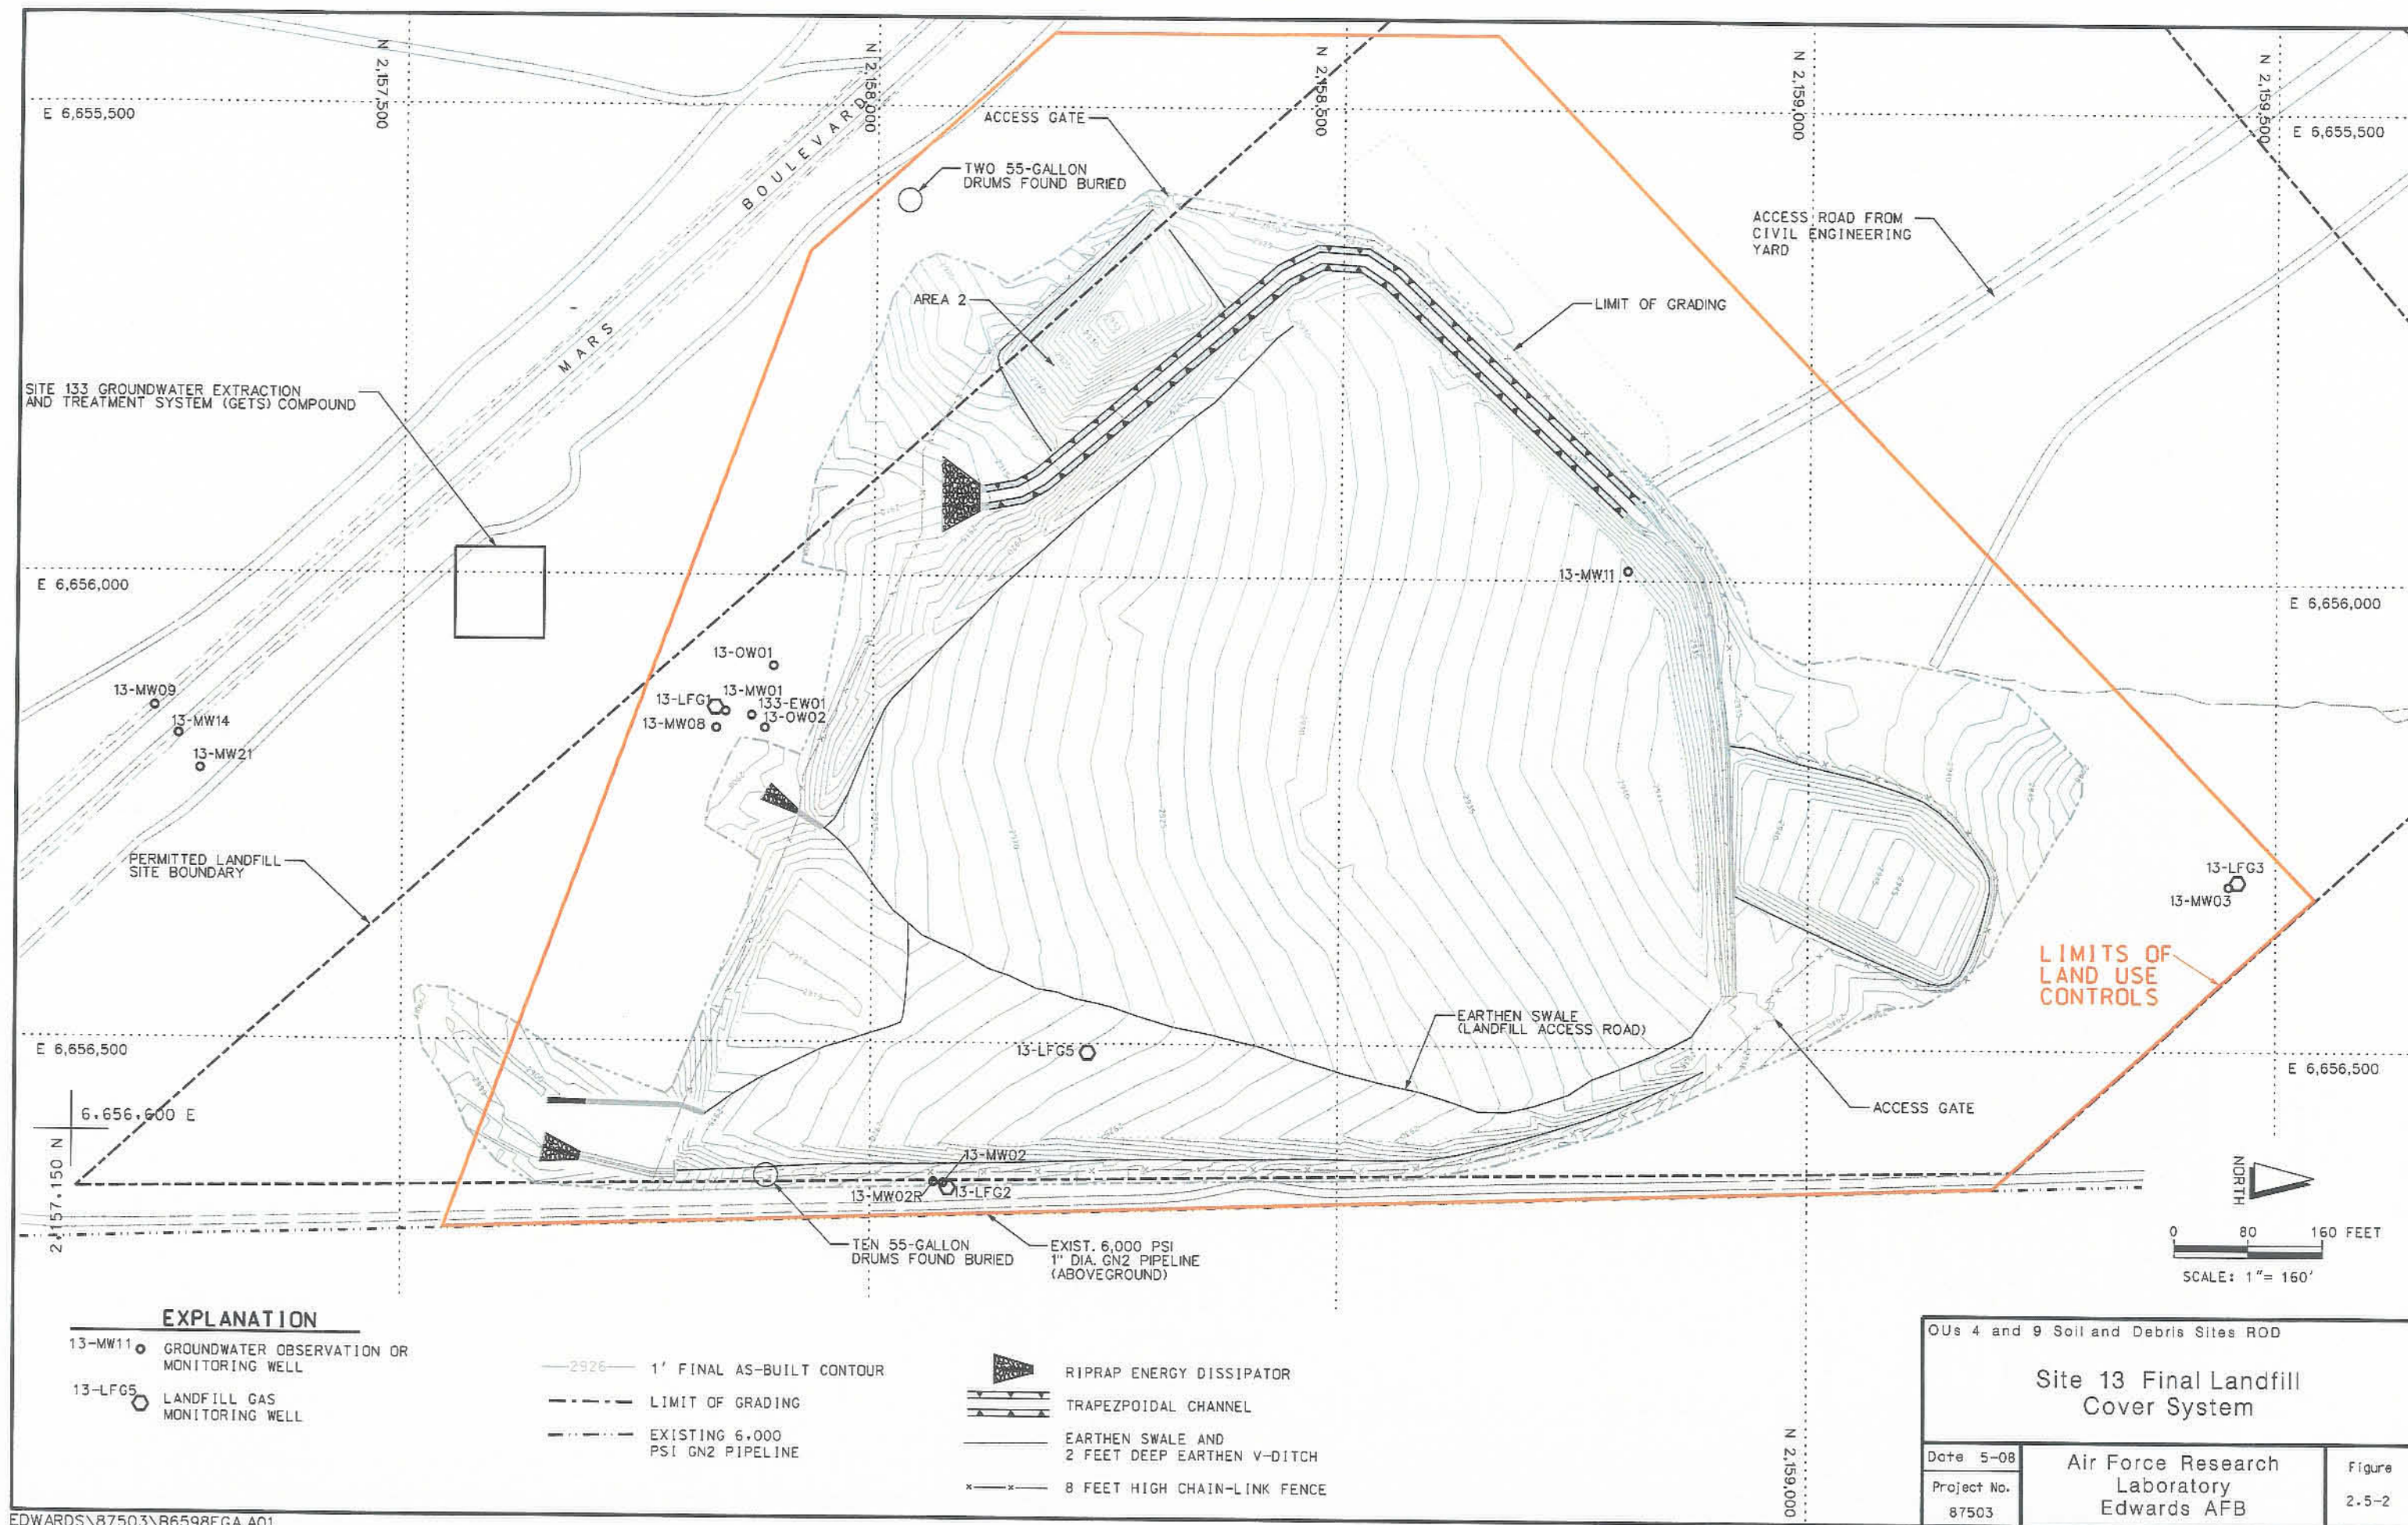 N 2,157,500
N 2,158,000
N 2,158,500
N 2,159,000
N 2,159,500
E 6,655,500
E 6,655,500
MARS BOULEVARD
ACCESS GATE
TWO 55-GALLON
DRUMS FOUND BURIED
ACCESS ROAD FROM
CIVIL ENGINEERING
YARD
AREA 2
LIMIT OF GRADING
SITE 133 GROUNDWATER EXTRACTION
AND TREATMENT SYSTEM (GETS) COMPOUND
E 6,656,000
13-MW11
E 6,656,000
13-OW01
13-MW09
13-LFG1
13-MW01
133-EW01
13-MW14
13-MW08
13-OW02
13-MW21
PERMITTED LANDFILL
SITE BOUNDARY
13-LFG3
13-MW03
LIMITS OF
LAND USE
CONTROLS
EARTHEN SWALE
(LANDFILL ACCESS ROAD)
13-LFG5
E 6,656,500
E 6,656,500
6,656,600 E
2,157,150 N
ACCESS GATE
13-MW02
13-MW02R
13-LFG2
TEN 55-GALLON
DRUMS FOUND BURIED
EXIST. 6,000 PSI
1" DIA. GN2 PIPELINE
(ABOVEGROUND)
NORTH
0 80 160 FEET
SCALE: 1"= 160'
EXPLANATION
13-MW11
GROUNDWATER OBSERVATION OR
MONITORING WELL
13-LFG5
LANDFILL GAS
MONITORING WELL
2926
1' FINAL AS-BUILT CONTOUR
LIMIT OF GRADING
EXISTING 6,000
PSI GN2 PIPELINE
RIPRAP ENERGY DISSIPATOR
TRAPEZPOIDAL CHANNEL
EARTHEN SWALE AND
2 FEET DEEP EARTHEN V-DITCH
8 FEET HIGH CHAIN-LINK FENCE
N 2,159,000
OUs 4 and 9 Soil and Debris Sites ROD
Site 13 Final Landfill
Cover System
Date 5-08
Project No.
87503
Air Force Research
Laboratory
Edwards AFB
Figure
2.5-2